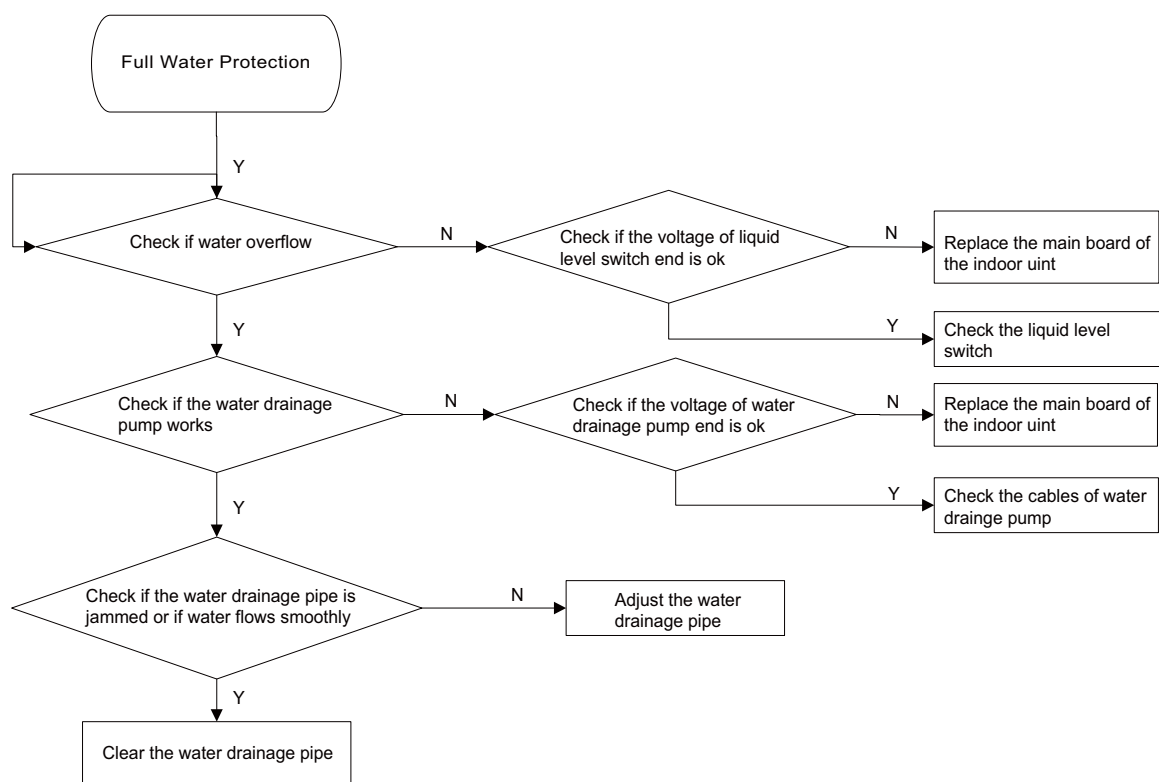 Full Water Protection
Y
Check if water overflow
N
Check if the voltage of liquid
level switch end is ok
N
Replace the main board of
the indoor uint
Y
Check the liquid level
switch
Y
Check if the water drainage
pump works
N
Check if the voltage of water
drainage pump end is ok
N
Replace the main board of
the indoor uint
Y
Check the cables of water
drainge pump
Y
Check if the water drainage pipe is
jammed or if water flows smoothly
N
Adjust the water
drainage pipe
Y
Clear the water drainage pipe